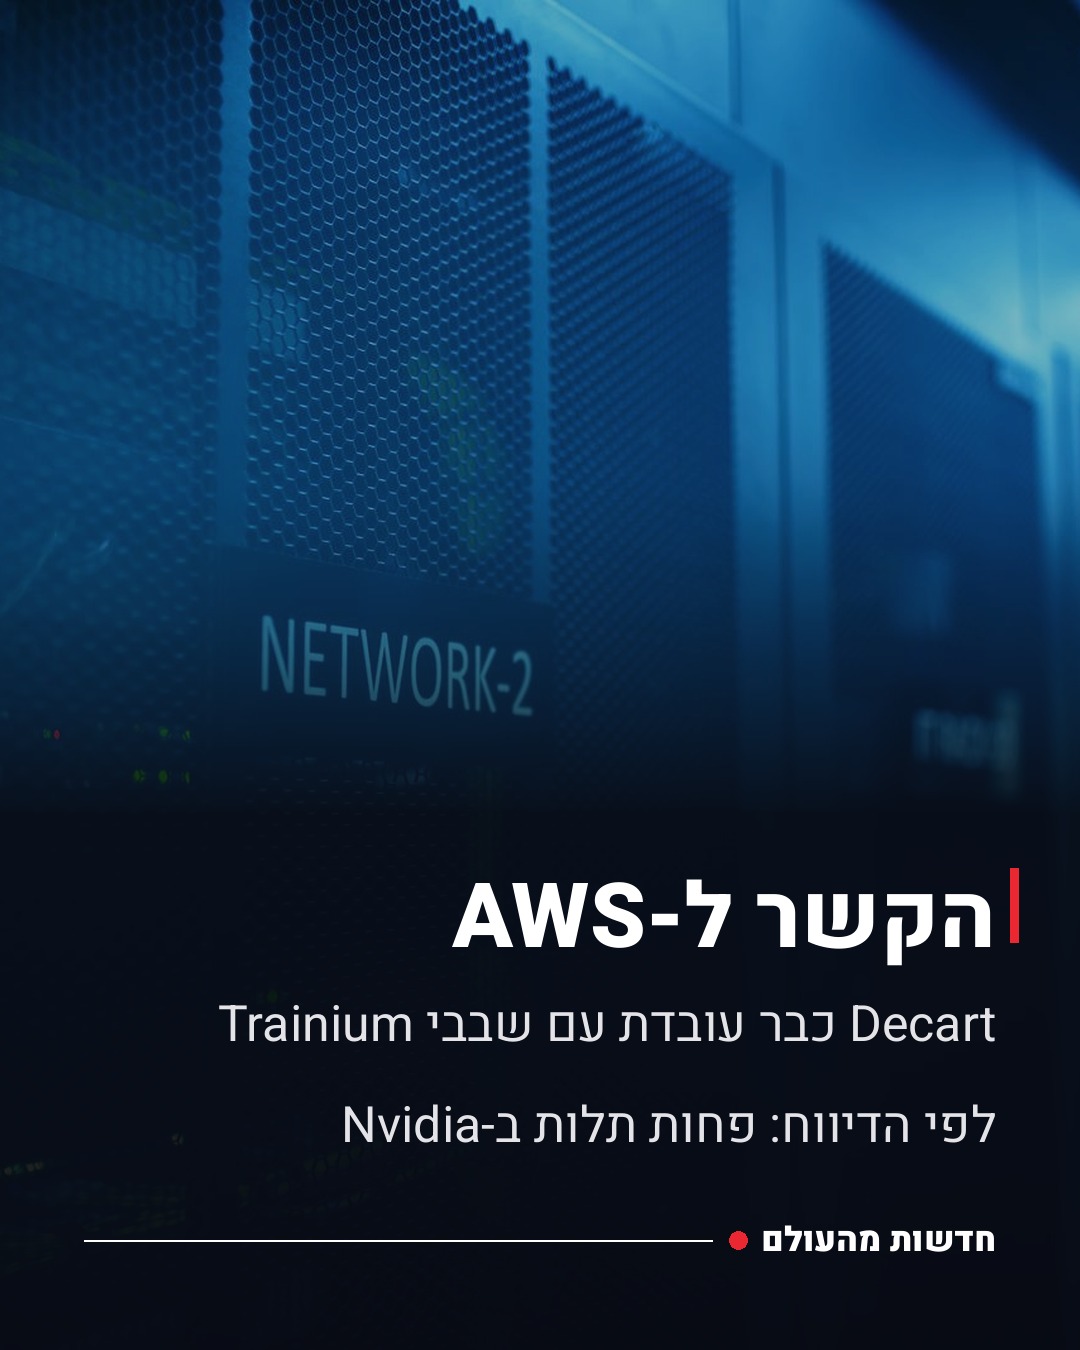 NETWORK-2
הקשר ל-AWS
Decart כבר עובדת עם שבבי Trainium
לפי הדיווח: פחות תלות ב-Nvidia
חדשות מהעולם